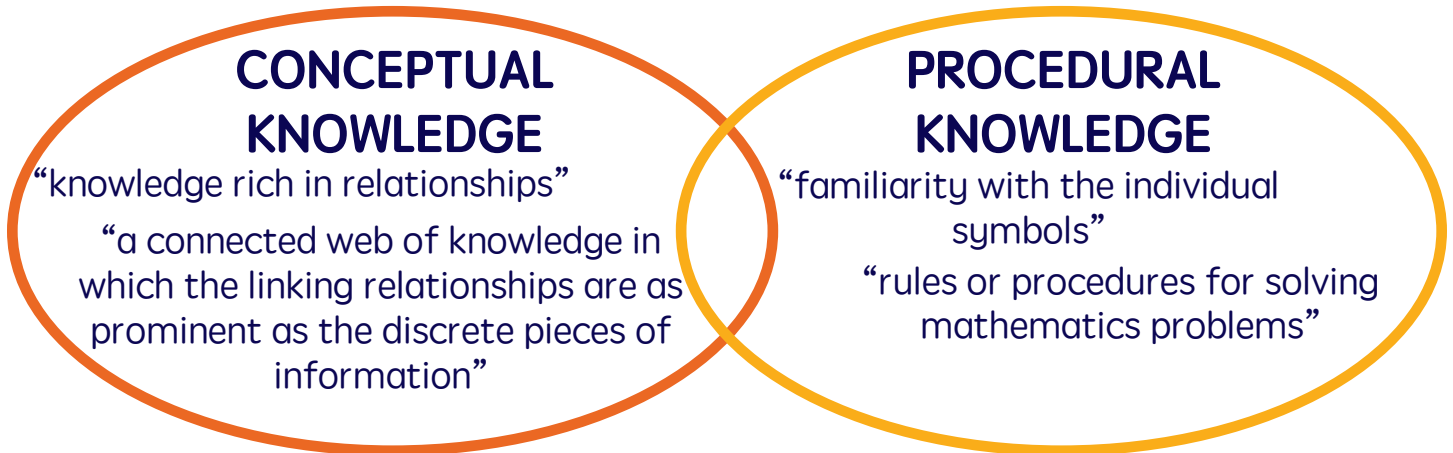 CONCEPTUAL
KNOWLEDGE
“knowledge rich in relationships”
“a connected web of knowledge in
which the linking relationships are as
prominent as the discrete pieces of
information”
PROCEDURAL
KNOWLEDGE
“familiarity with the individual
symbols”
“rules or procedures for solving
mathematics problems”